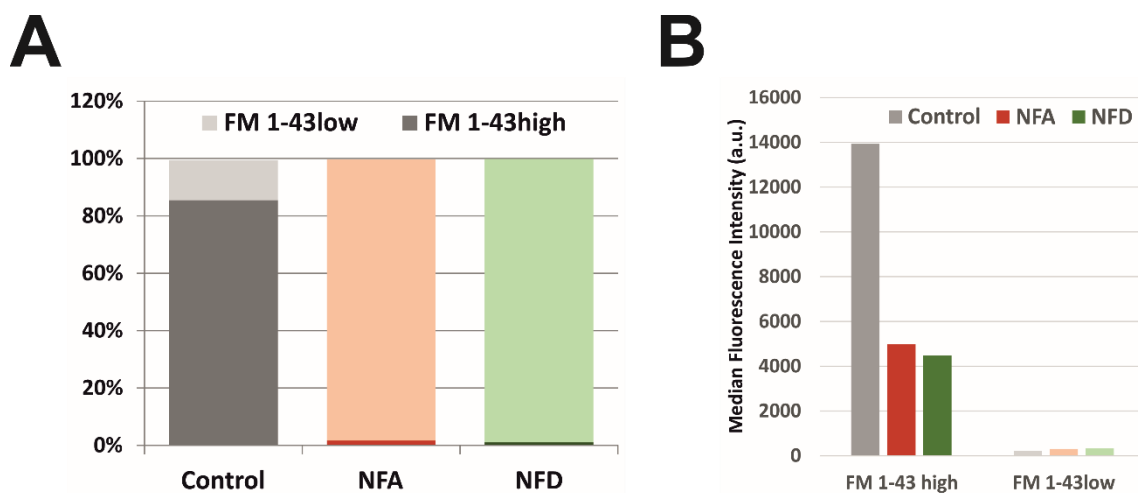 A
120%
100%
80%
60%
40%
20%
0%
FM 1-43low FM 1-43high
Control NFA NFD
B
Median Fluorescence Intensity (a.u.)
16000
14000
12000
10000
8000
6000
4000
2000
0
Control NFA NFD
FM 1-43 high FM 1-43low